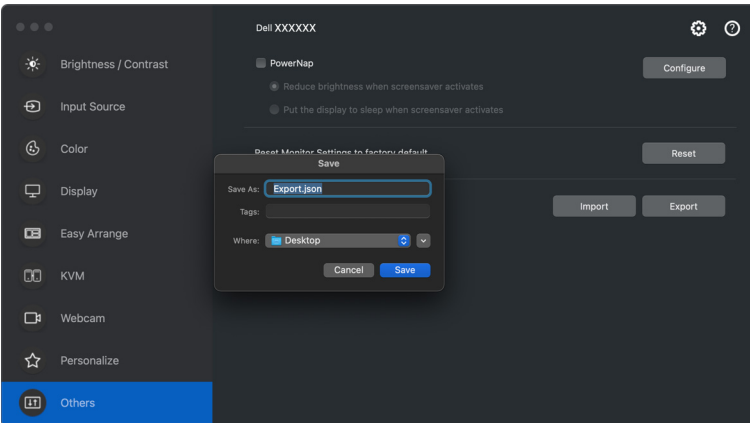 Dell XXXXXX
Brightness / Contrast
Input Source
Color
Display
Easy Arrange
KVM
Webcam
Personalize
Others
PowerNap
Configure
Reduce brightness when screensaver activates
Put the display to sleep when screensaver activates
Reset Monitor Settings to factory default
Reset
Import
Export
Save
Save As: Export.json
Tags:
Where: Desktop
Cancel
Save